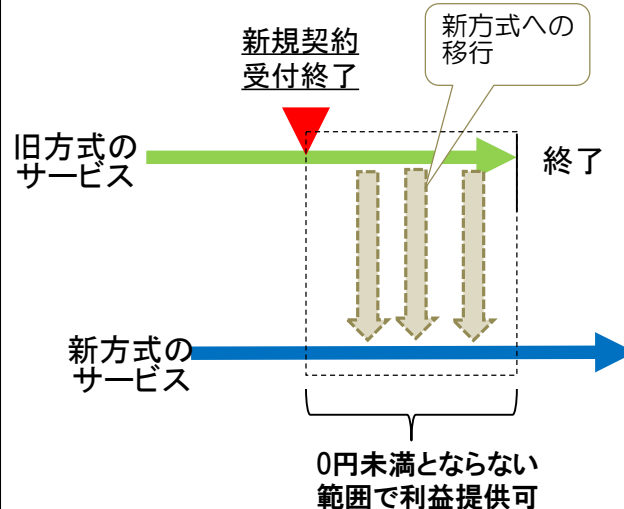 新規契約
受付終了
新方式への
移行
旧方式の
サービス
終了
新方式の
サービス
0円未満とならない
範囲で利益提供可